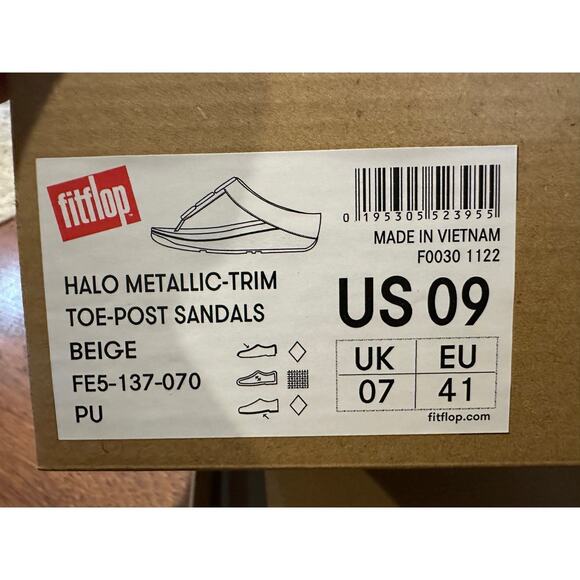 fitflop
0 195305 523955
MADE IN VIETNAM
F0030 1122
HALO METALLIC-TRIM
TOE-POST SANDALS
BEIGE
FE5-137-070
PU
US 09
UK EU
07 41
fitflop.com